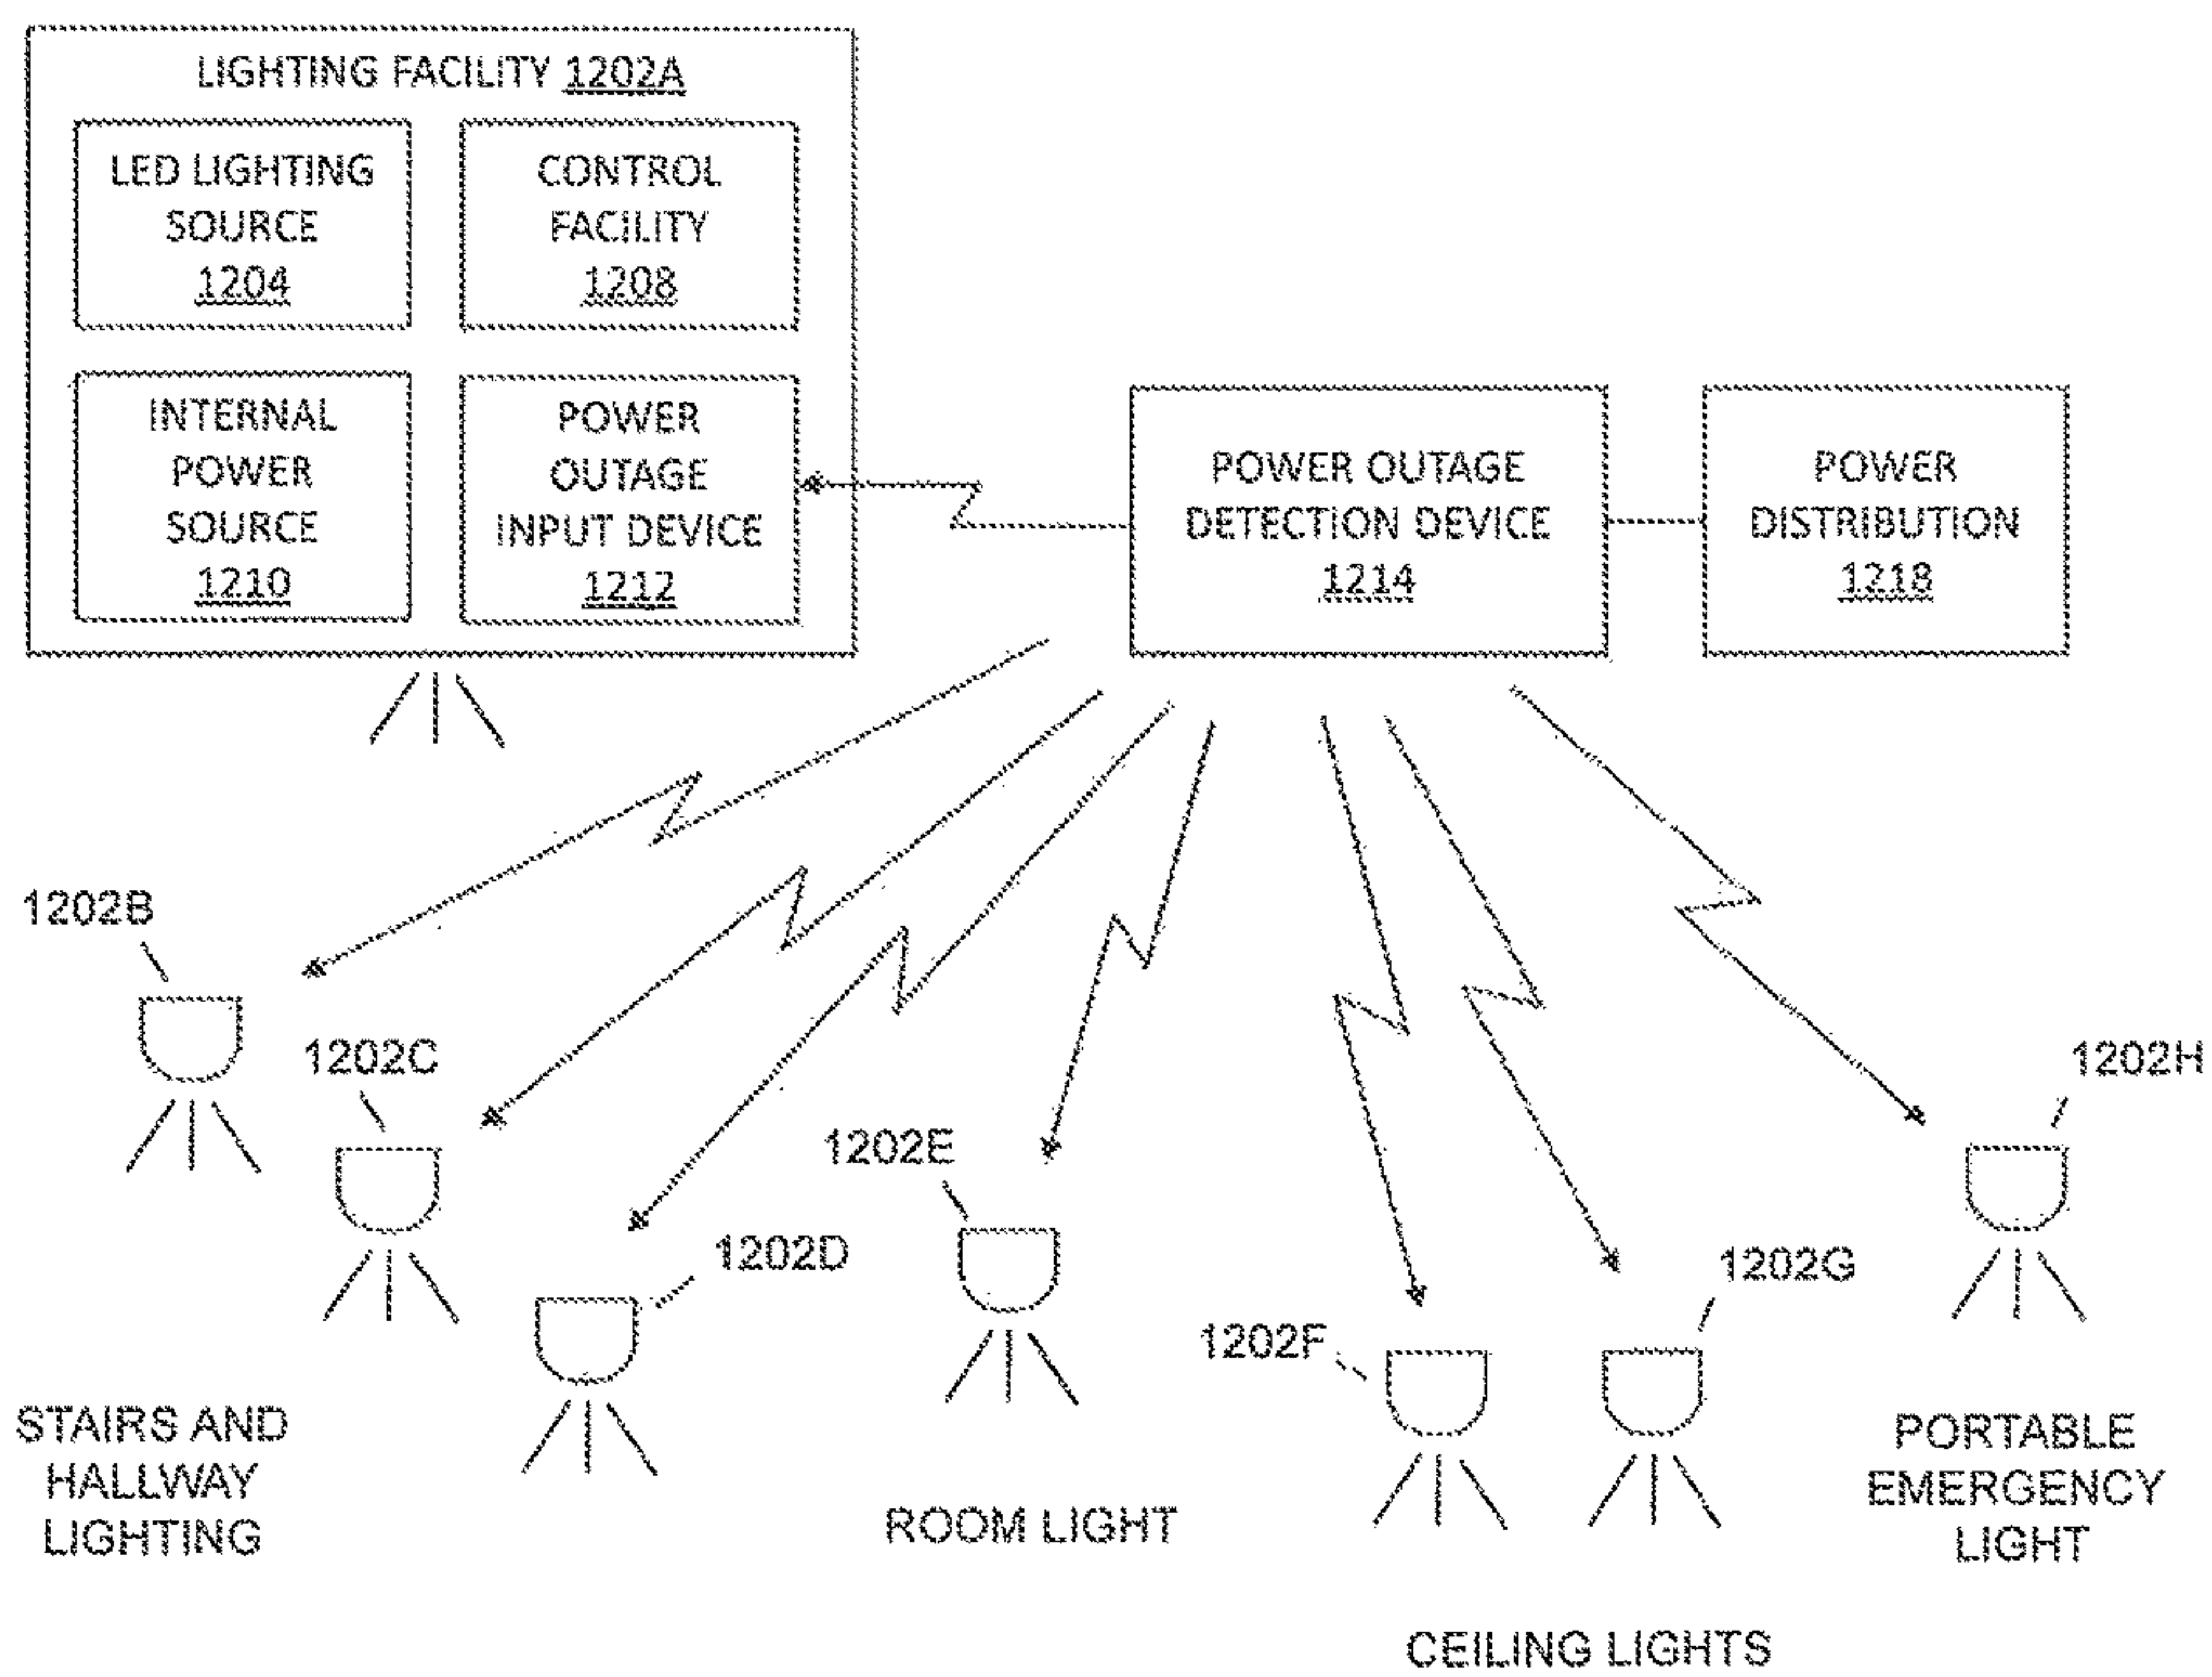 LIGHTING FACILITY 1202A
LED LIGHTING
SOURCE
1204
CONTROL
FACILITY
1208
INTERNAL
POWER
SOURCE
1210
POWER
OUTAGE
INPUT DEVICE
1212
POWER OUTAGE
DETECTION DEVICE
1214
POWER
DISTRIBUTION
1218
1202B
1202C
1202D
1202E
1202F
1202G
1202H
STAIRS AND
HALLWAY
LIGHTING
ROOM LIGHT
CEILING LIGHTS
PORTABLE
EMERGENCY
LIGHT